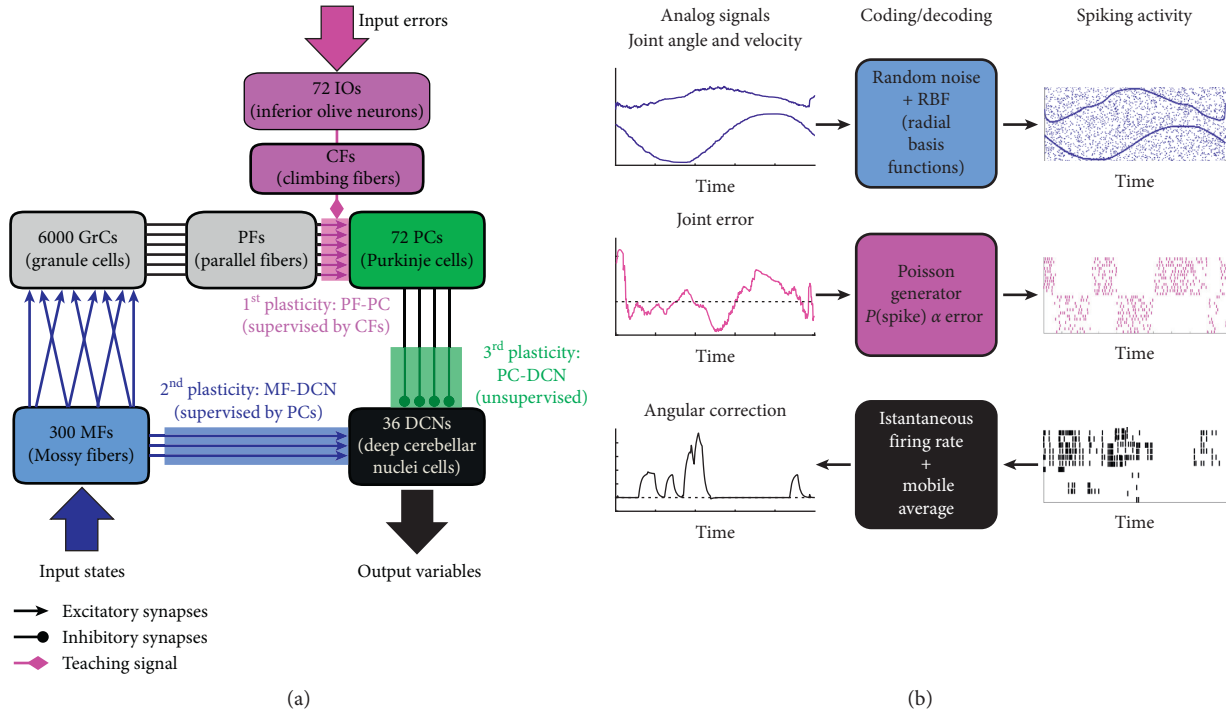 Input errors
72 IOs
(inferior olive neurons)
CFs
(climbing fibers)
6000 GrCs
(granule cells)
PFs
(parallel fibers)
72 PCs
(Purkinje cells)
1st plasticity: PF-PC
(supervised by CFs)
3rd plasticity:
PC-DCN
(unsupervised)
2nd plasticity: MF-DCN
(supervised by PCs)
300 MFs
(Mossy fibers)
36 DCNs
(deep cerebellar
nuclei cells)
Input states
Output variables
Excitatory synapses
Inhibitory synapses
Teaching signal
(a)
Analog signals
Joint angle and velocity
Coding/decoding
Spiking activity
Random noise
+ RBF
(radial
basis
functions)
Time
Time
Joint error
Poisson
generator
P(spike) α error
Time
Time
Angular correction
Istantaneous
firing rate
+
mobile
average
Time
Time
(b)